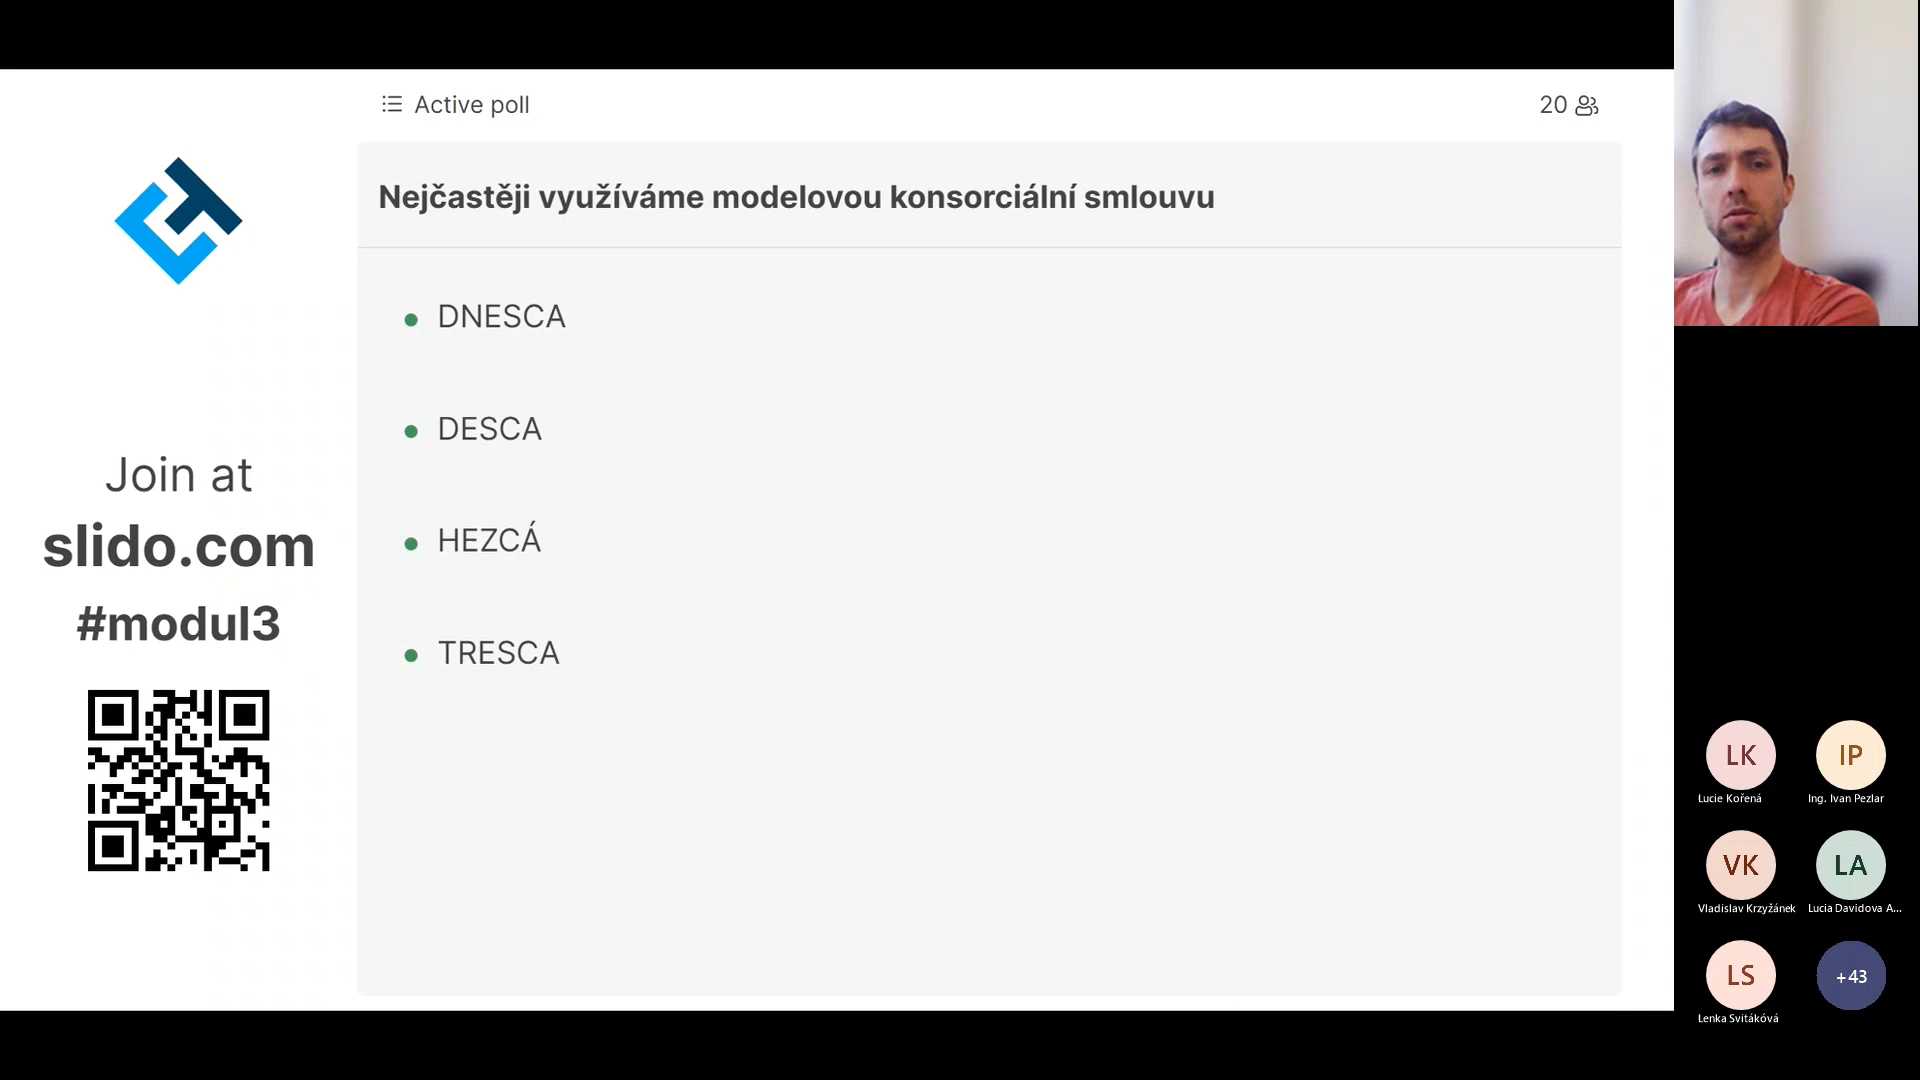 Active poll
20
Nejčastěji využíváme modelovou konsorciální smlouvu
DNESCA
DESCA
HEZCÁ
TRESCA
Join at
slido.com
#modul3
LK
IP
Lucie Kořená
Ing. Ivan Pezlar
VK
LA
Vladislav Krzyžánek
Lucia Davidova A...
LS
+43
Lenka Svitáková